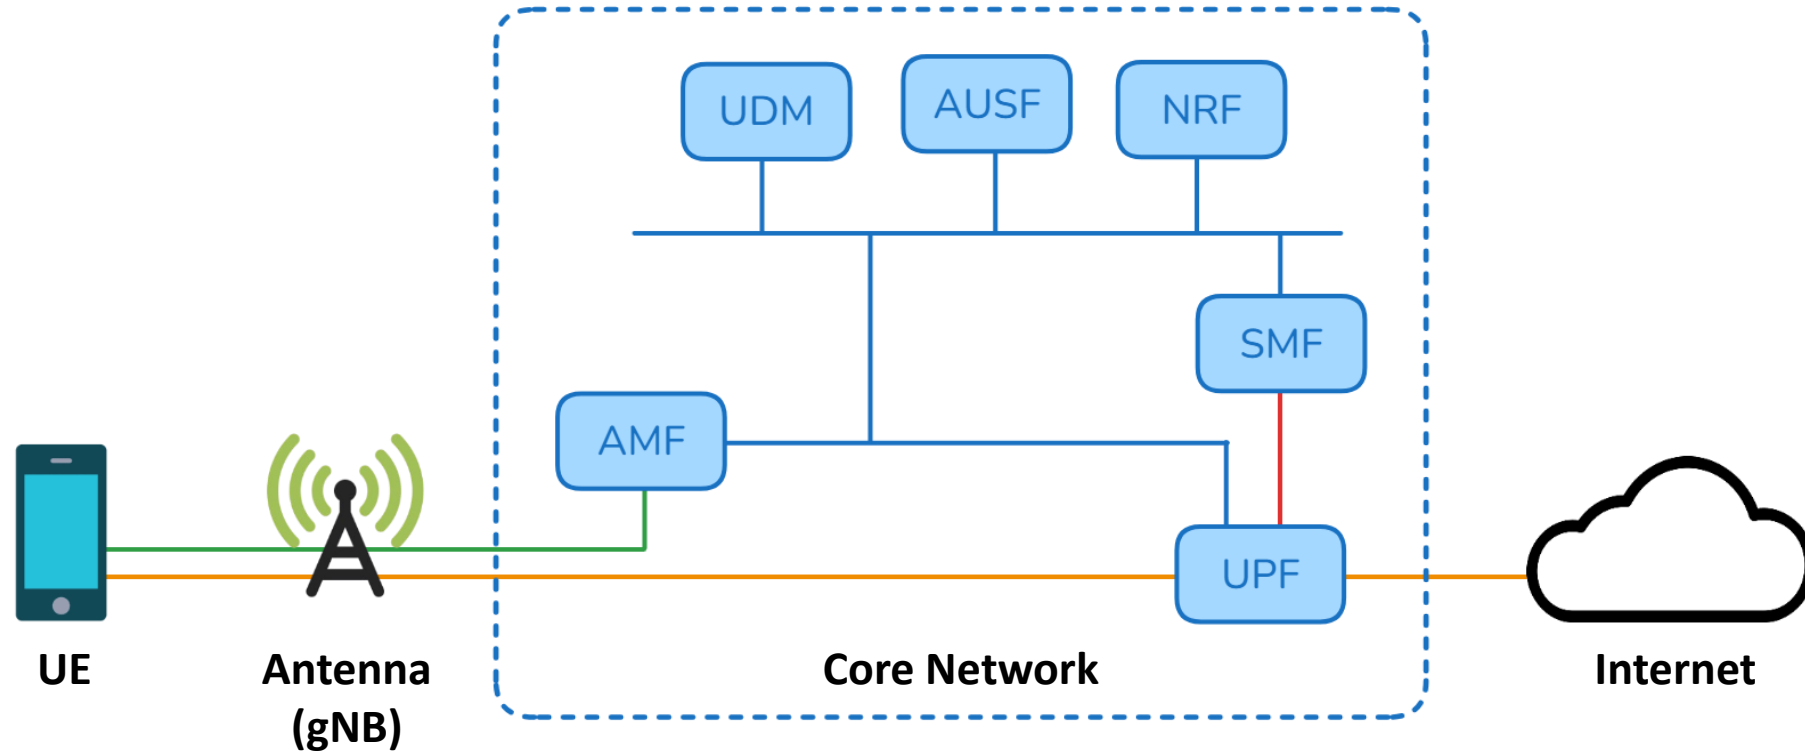 UDM
AUSF
NRF
SMF
AMF
UPF
UE
Antenna
(gNB)
Core Network
Internet